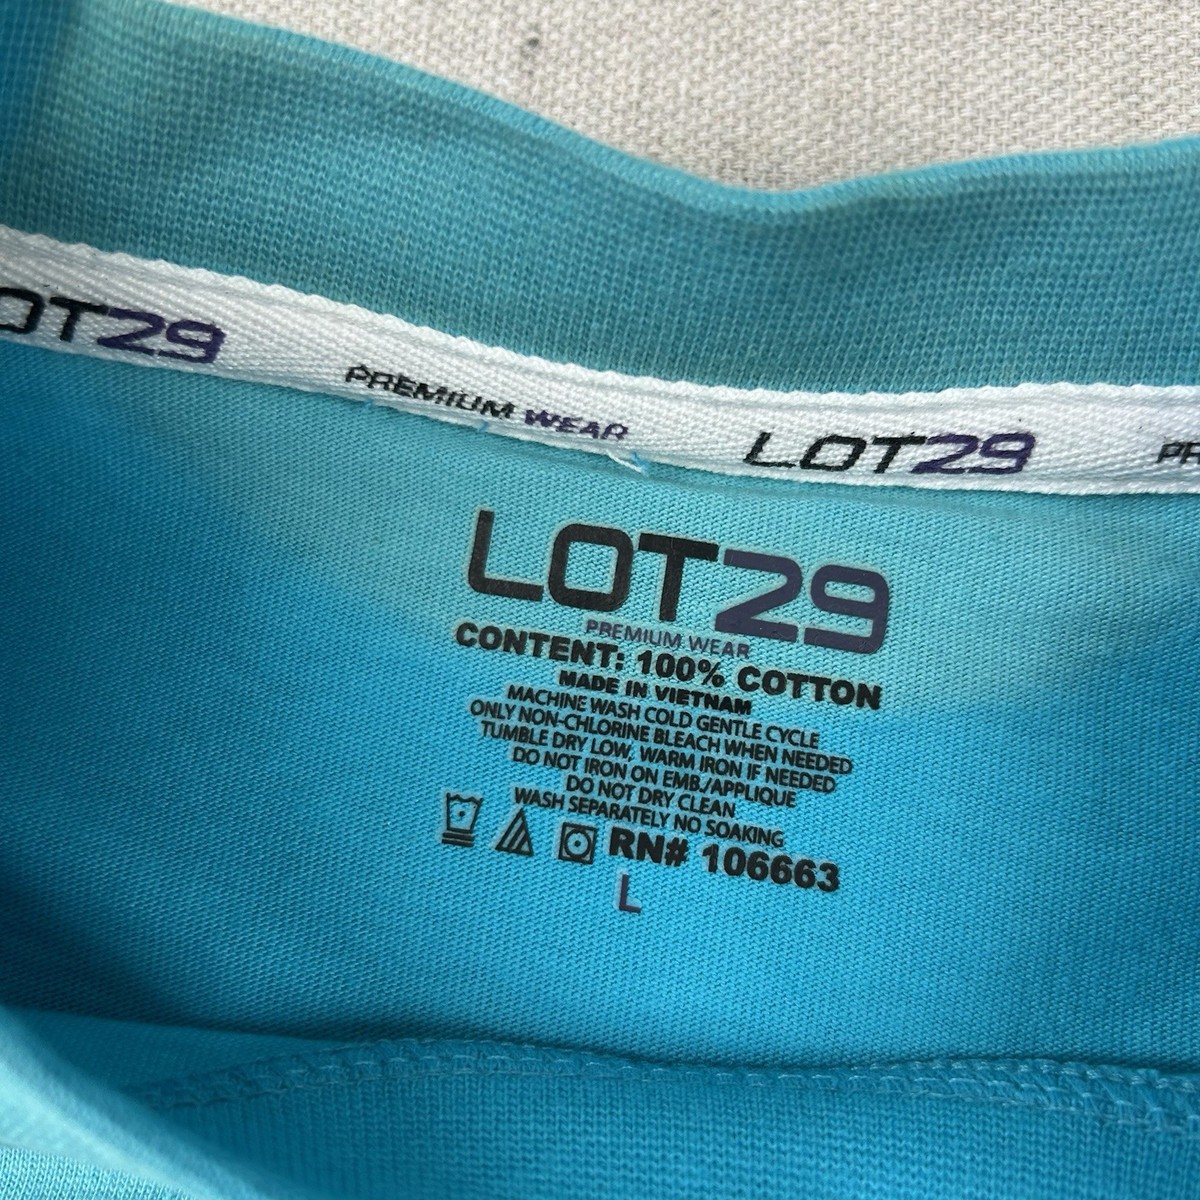 OT29 PREMIUM WEAR LOT29 PR
LOT29
PREMIUM WEAR
CONTENT: 100% COTTON
MADE IN VIETNAM
MACHINE WASH COLD GENTLE CYCLE
ONLY NON-CHLORINE BLEACH WHEN NEEDED
TUMBLE DRY LOW, WARM IRON IF NEEDED
DO NOT IRON ON EMB./APPLIQUE
DO NOT DRY CLEAN
WASH SEPARATELY NO SOAKING
RN# 106663
L